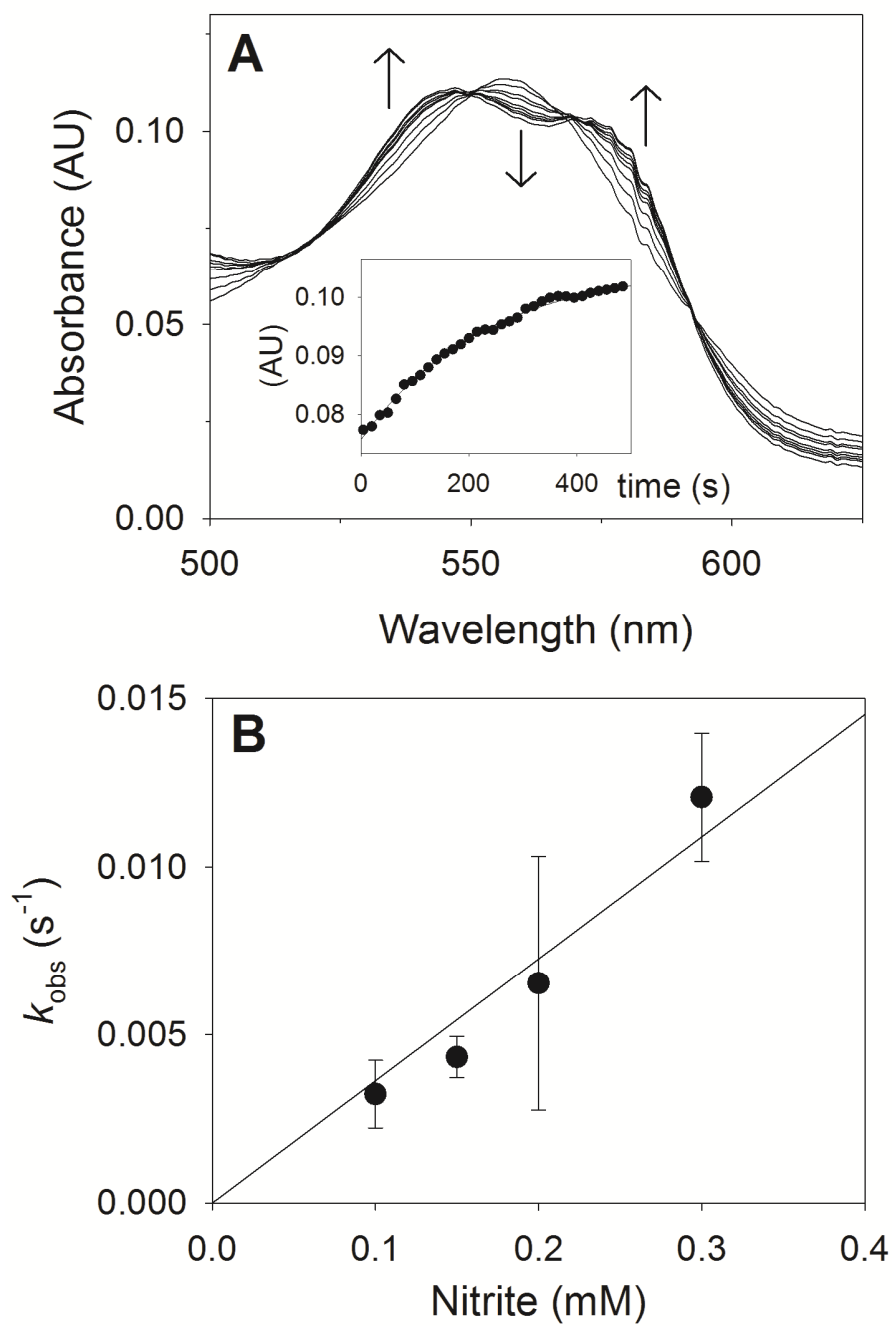 A
Absorbance (AU)
0.10
0.05
0.00
(AU)
0.10
0.09
0.08
0 200 400 time (s)
500 550 600
Wavelength (nm)
B
k_obs (s⁻¹)
0.015
0.010
0.005
0.000
0.0 0.1 0.2 0.3 0.4
Nitrite (mM)